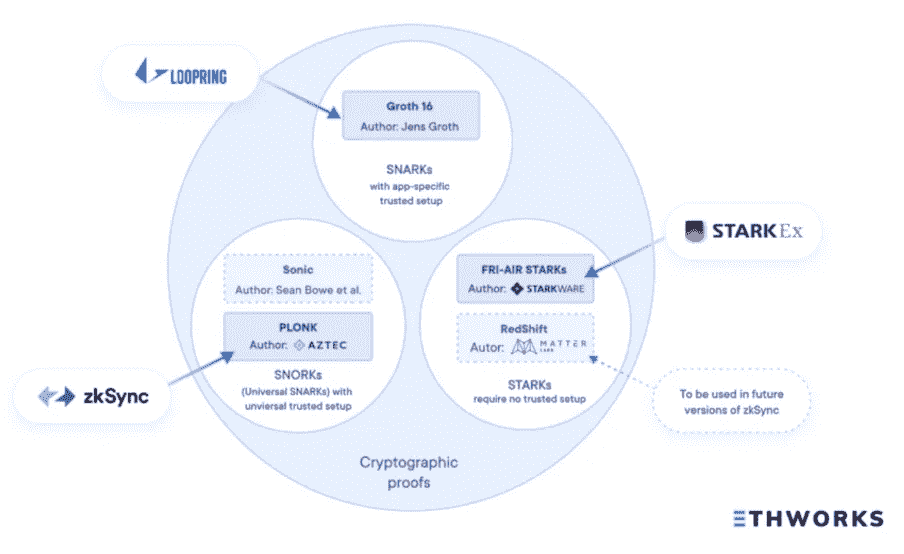 LOOPRING
Groth 16
Author: Jens Groth
SNARKs
with app-specific
trusted setup
STARKEx
Sonic
Author: Sean Bowe et al.
PLONK
Author: AZTEC
SNORKs
(Universal SNARKs) with
unviersal trusted setup
FRI-AIR STARKs
Author: STARKWARE
RedShift
Autor: MATTER
LABS
STARKs
require no trusted setup
zkSync
To be used in future
versions of zkSync
Cryptographic
proofs
ETHWORKS